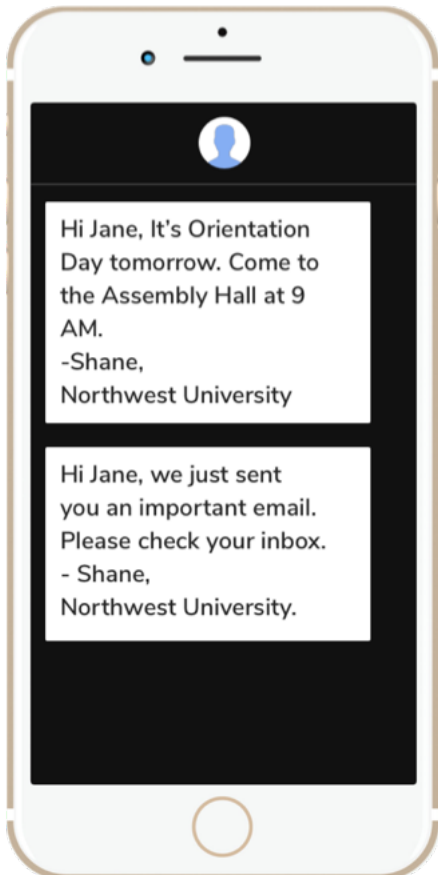 Hi Jane, It's Orientation
Day tomorrow. Come to
the Assembly Hall at 9
AM.
-Shane,
Northwest University
Hi Jane, we just sent
you an important email.
Please check your inbox.
- Shane,
Northwest University.